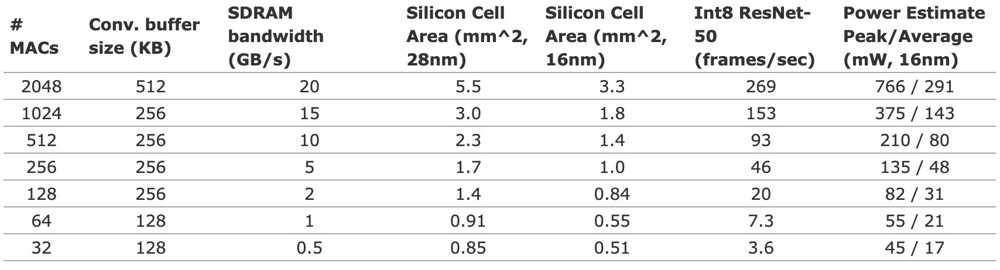 # MACs Conv. buffer size (KB) SDRAM bandwidth (GB/s) Silicon Cell Area (mm^2, 28nm) Silicon Cell Area (mm^2, 16nm) Int8 ResNet-50 (frames/sec) Power Estimate Peak/Average (mW, 16nm)
2048 512 20 5.5 3.3 269 766 / 291
1024 256 15 3.0 1.8 153 375 / 143
512 256 10 2.3 1.4 93 210 / 80
256 256 5 1.7 1.0 46 135 / 48
128 256 2 1.4 0.84 20 82 / 31
64 128 1 0.91 0.55 7.3 55 / 21
32 128 0.5 0.85 0.51 3.6 45 / 17